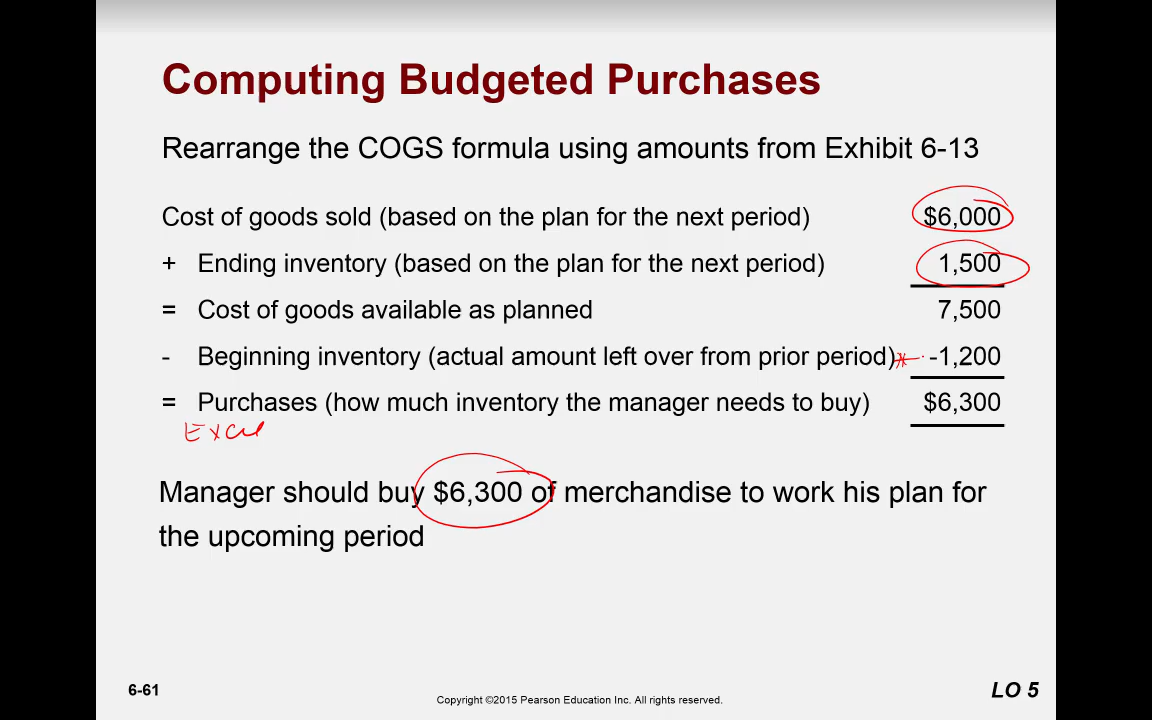 Computing Budgeted Purchases
Rearrange the COGS formula using amounts from Exhibit 6-13
Cost of goods sold (based on the plan for the next period) $6,000
+ Ending inventory (based on the plan for the next period) 1,500
= Cost of goods available as planned 7,500
- Beginning inventory (actual amount left over from prior period)* -1,200
= Purchases (how much inventory the manager needs to buy) $6,300
Manager should buy $6,300 of merchandise to work his plan for
the upcoming period
6-61
Copyright ©2015 Pearson Education Inc. All rights reserved.
LO 5